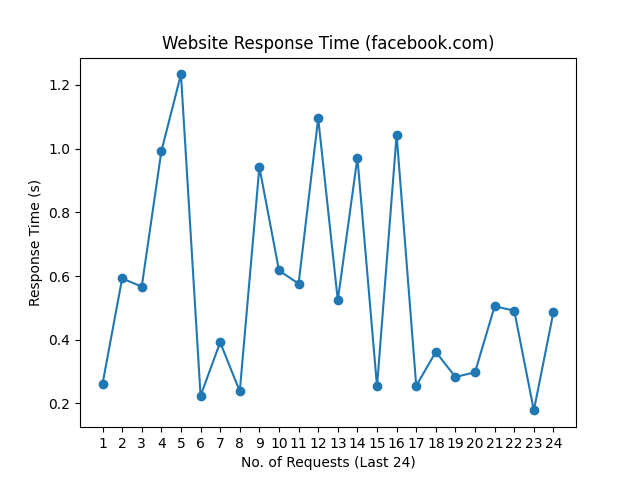 Website Response Time (facebook.com)
1.2
1.0
0.8
0.6
0.4
0.2
Response Time (s)
1 2 3 4 5 6 7 8 9 10 11 12 13 14 15 16 17 18 19 20 21 22 23 24
No. of Requests (Last 24)